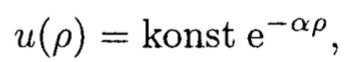 u(ρ) = konst e^{-αρ},